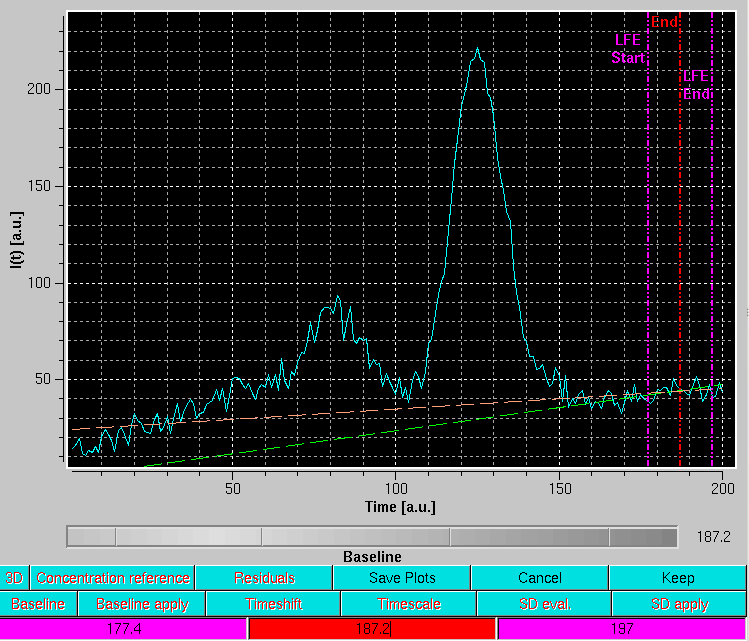 End
LFE
Start
LFE
End
200
150
100
50
I(t) [a.u.]
50 100 150 200
Time [a.u.]
187.2
Baseline
3D Concentration reference Residuals Save Plots Cancel Keep
Baseline Baseline apply Timeshift Timescale SD eval. SD apply
177.4 187.2 197